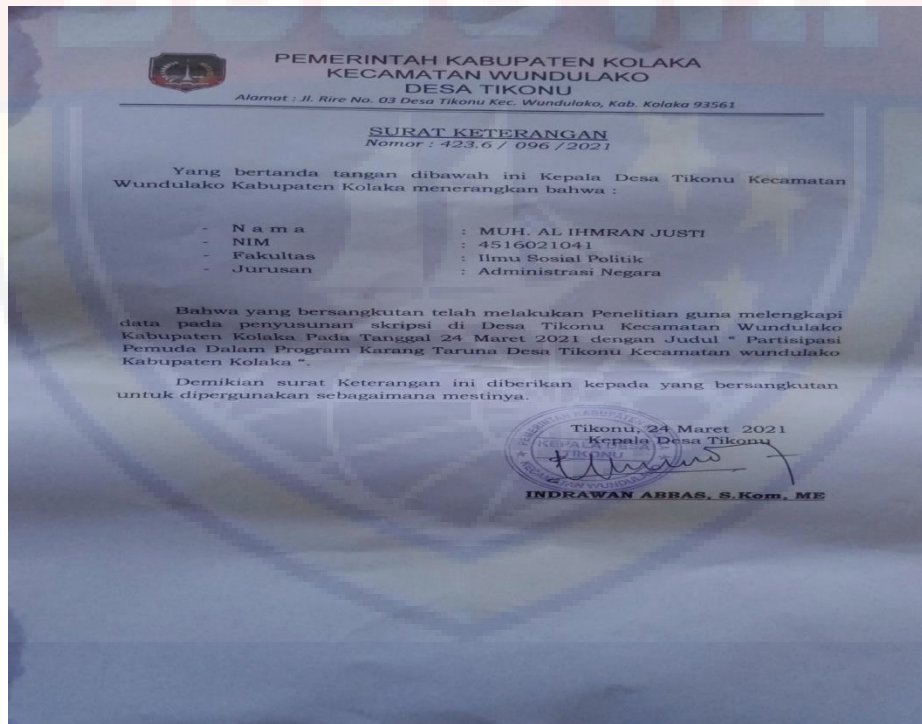 PEMERINTAH KABUPATEN KOLAKA
KECAMATAN WUNDULAKO
DESA TIKONU
Alamat : Jl. Rire No. 03 Desa Tikonu Kec. Wundulako, Kab. Kolaka 93561
SURAT KETERANGAN
Nomor : 423.6 / 096 / 2021
Yang bertanda tangan dibawah ini Kepala Desa Tikonu Kecamatan
Wundulako Kabupaten Kolaka menerangkan bahwa :
- N a m a : MUH. AL IHMRAN JUSTI
- NIM : 4516021041
- Fakultas : Ilmu Sosial Politik
- Jurusan : Administrasi Negara
Bahwa yang bersangkutan telah melakukan Penelitian guna melengkapi
data pada penyusunan skripsi di Desa Tikonu Kecamatan Wundulako
Kabupaten Kolaka Pada Tanggal 24 Maret 2021 dengan Judul “ Partisipasi
Pemuda Dalam Program Karang Taruna Desa Tikonu Kecamatan wundulako
Kabupaten Kolaka “.
Demikian surat Keterangan ini diberikan kepada yang bersangkutan
untuk dipergunakan sebagaimana mestinya.
Tikonu, 24 Maret 2021
Kepala Desa Tikonu
KEPALA DESA
TIKONU
INDRAWAN ABBAS, S.Kom, ME